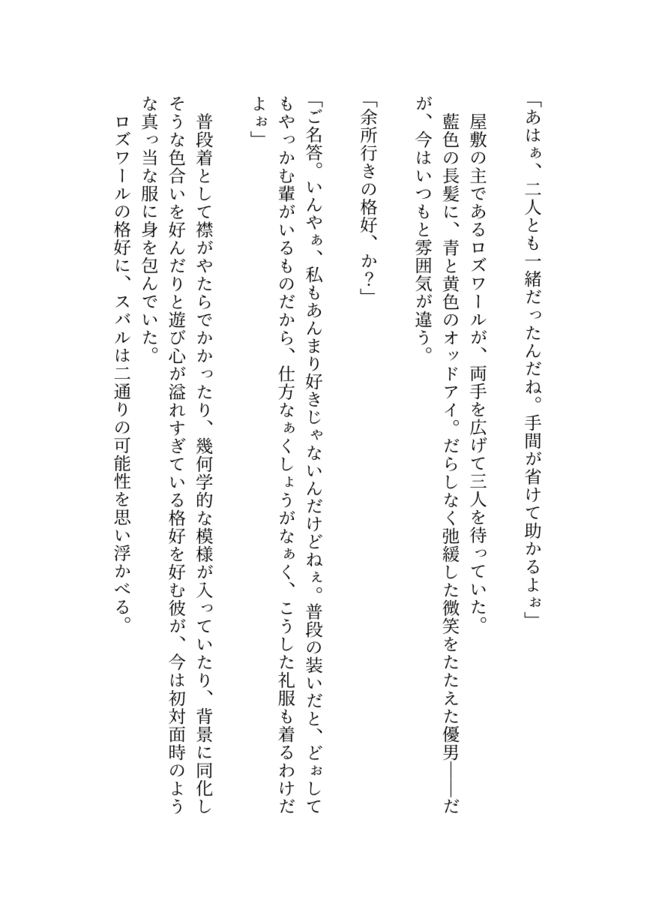 「あはぁ、二人とも一緒だったんだね。手間が省けて助かるよぉ」
屋敷の主であるロズワールが、両手を広げて三人を待っていた。
藍色の長髪に、青と黄色のオッドアイ。だらしなく弛緩した微笑をたたえた優男――だ
が、今はいつもと雰囲気が違う。
「余所行きの格好、か？」
「ご名答。いんやぁ、私もあんまり好きじゃないんだけどねぇ。普段の装いだと、どぉして
もやっかむ輩がいるものだから、仕方なぁくしょうがなぁく、こうした礼服も着るわけだ
よぉ」
普段着として襟がやたらでかかったり、幾何学的な模様が入っていたり、背景に同化し
そうな色合いを好んだりと遊び心が溢れすぎている格好を好む彼が、今は初対面時のよう
な真っ当な服に身を包んでいた。
ロズワールの格好に、スバルは二通りの可能性を思い浮かべる。